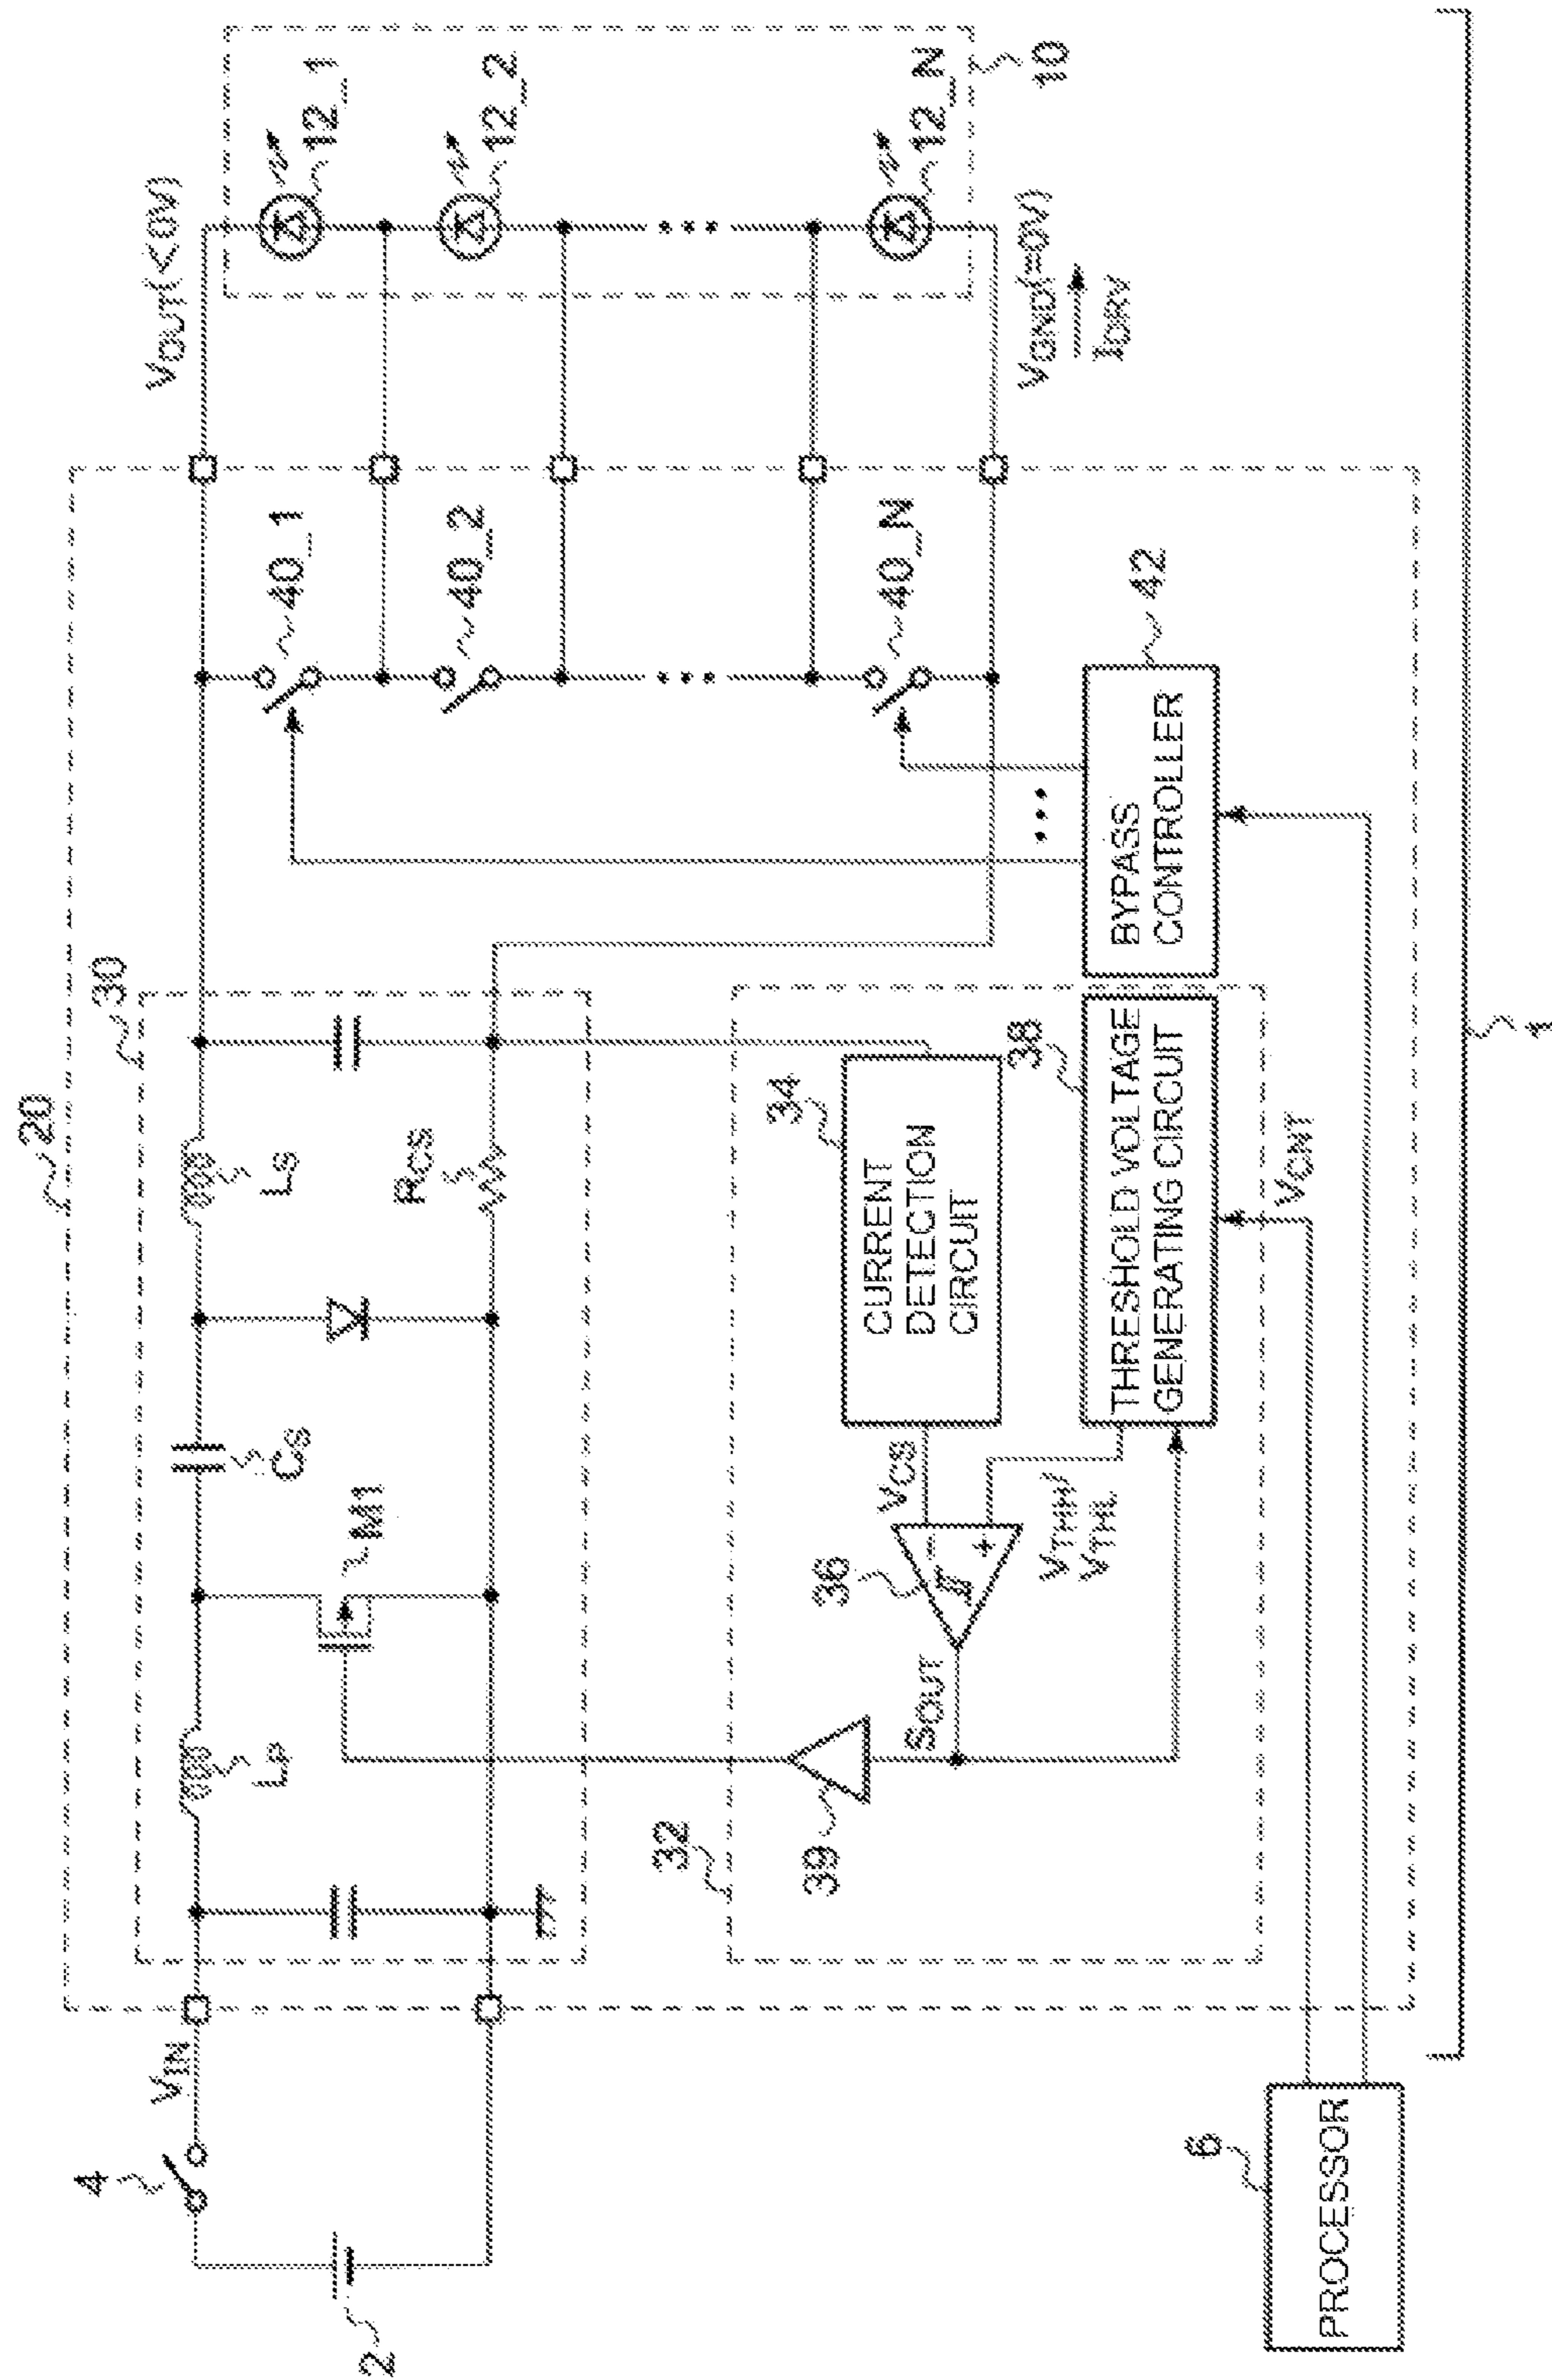 20
30
4
VIN
LP
M1
CS
LS
RCS
2
VOUT(<0V)
40_1
40_2
40_N
12_1
12_2
12_N
10
VGND(=0V)
IDRV
32
39
SOUT
36
VCS
VTHH/
VTHL
34
CURRENT
DETECTION
CIRCUIT
38
THRESHOLD VOLTAGE
GENERATING CIRCUIT
42
BYPASS
CONTROLLER
VCNT
6
PROCESSOR
1